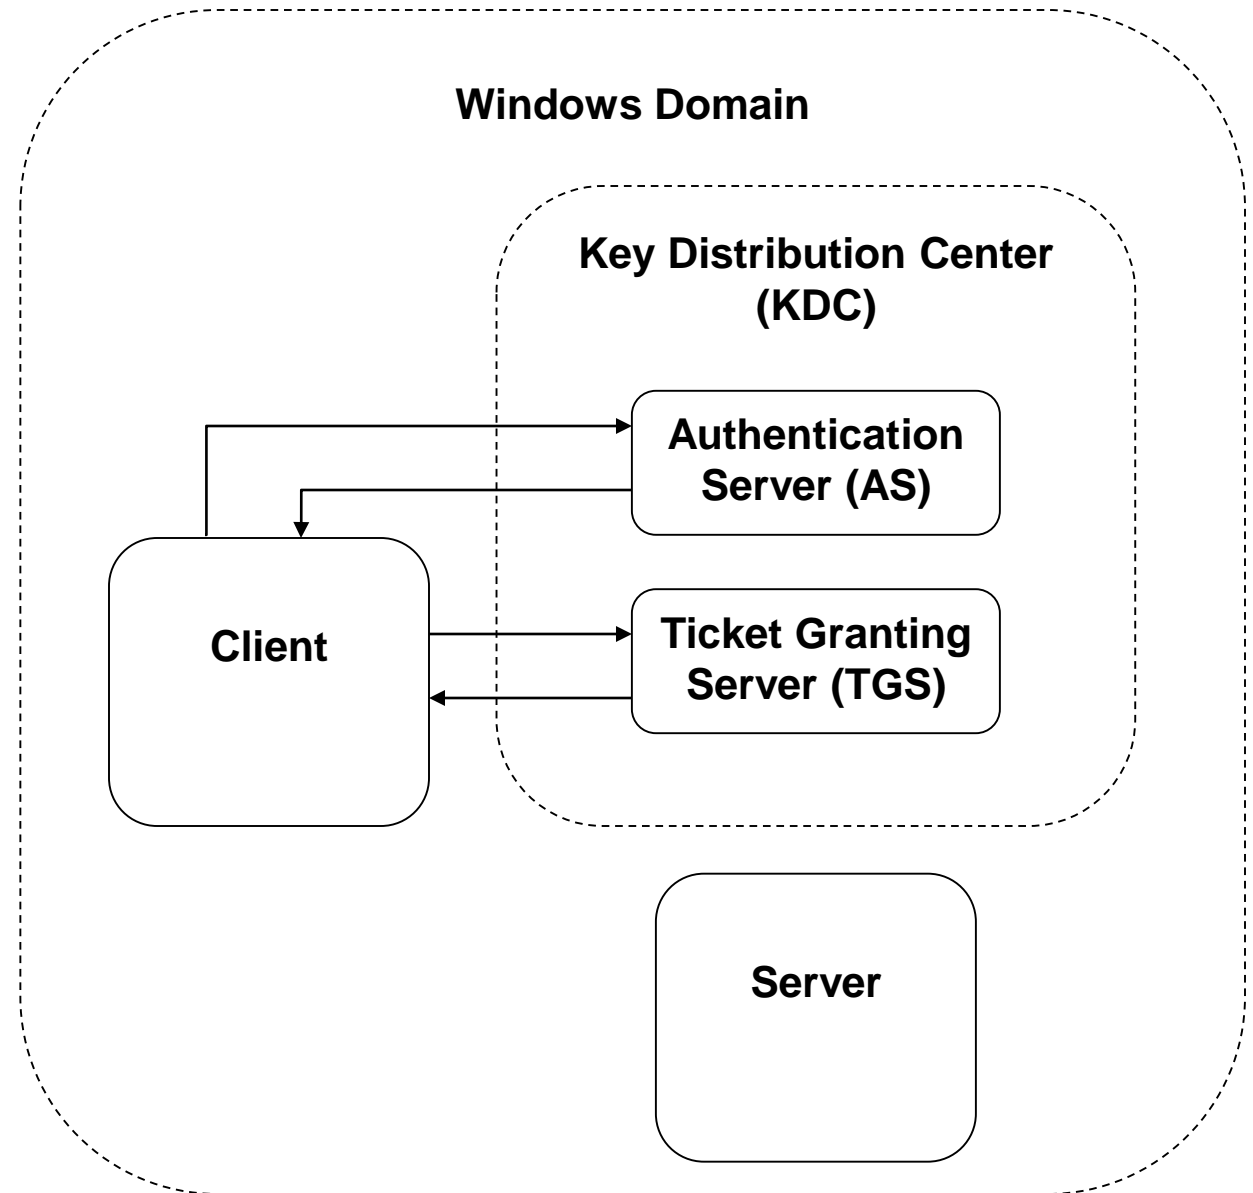 Windows Domain
Key Distribution Center
(KDC)
Authentication
Server (AS)
Client
Ticket Granting
Server (TGS)
Server